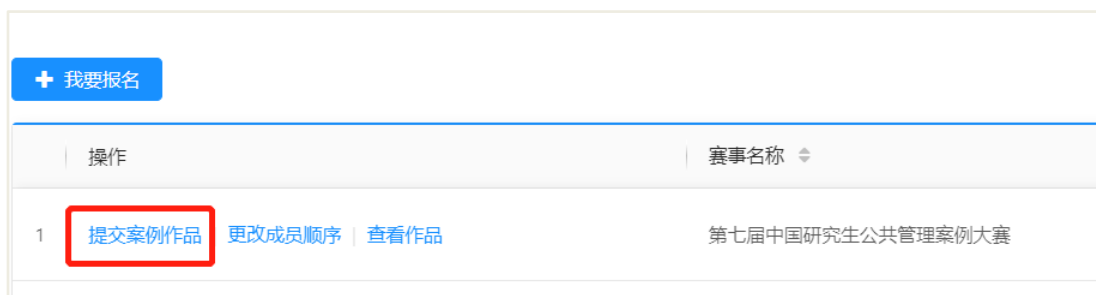 + 我要报名
操作 赛事名称
1 提交案例作品 更改成员顺序 | 查看作品 第七届中国研究生公共管理案例大赛